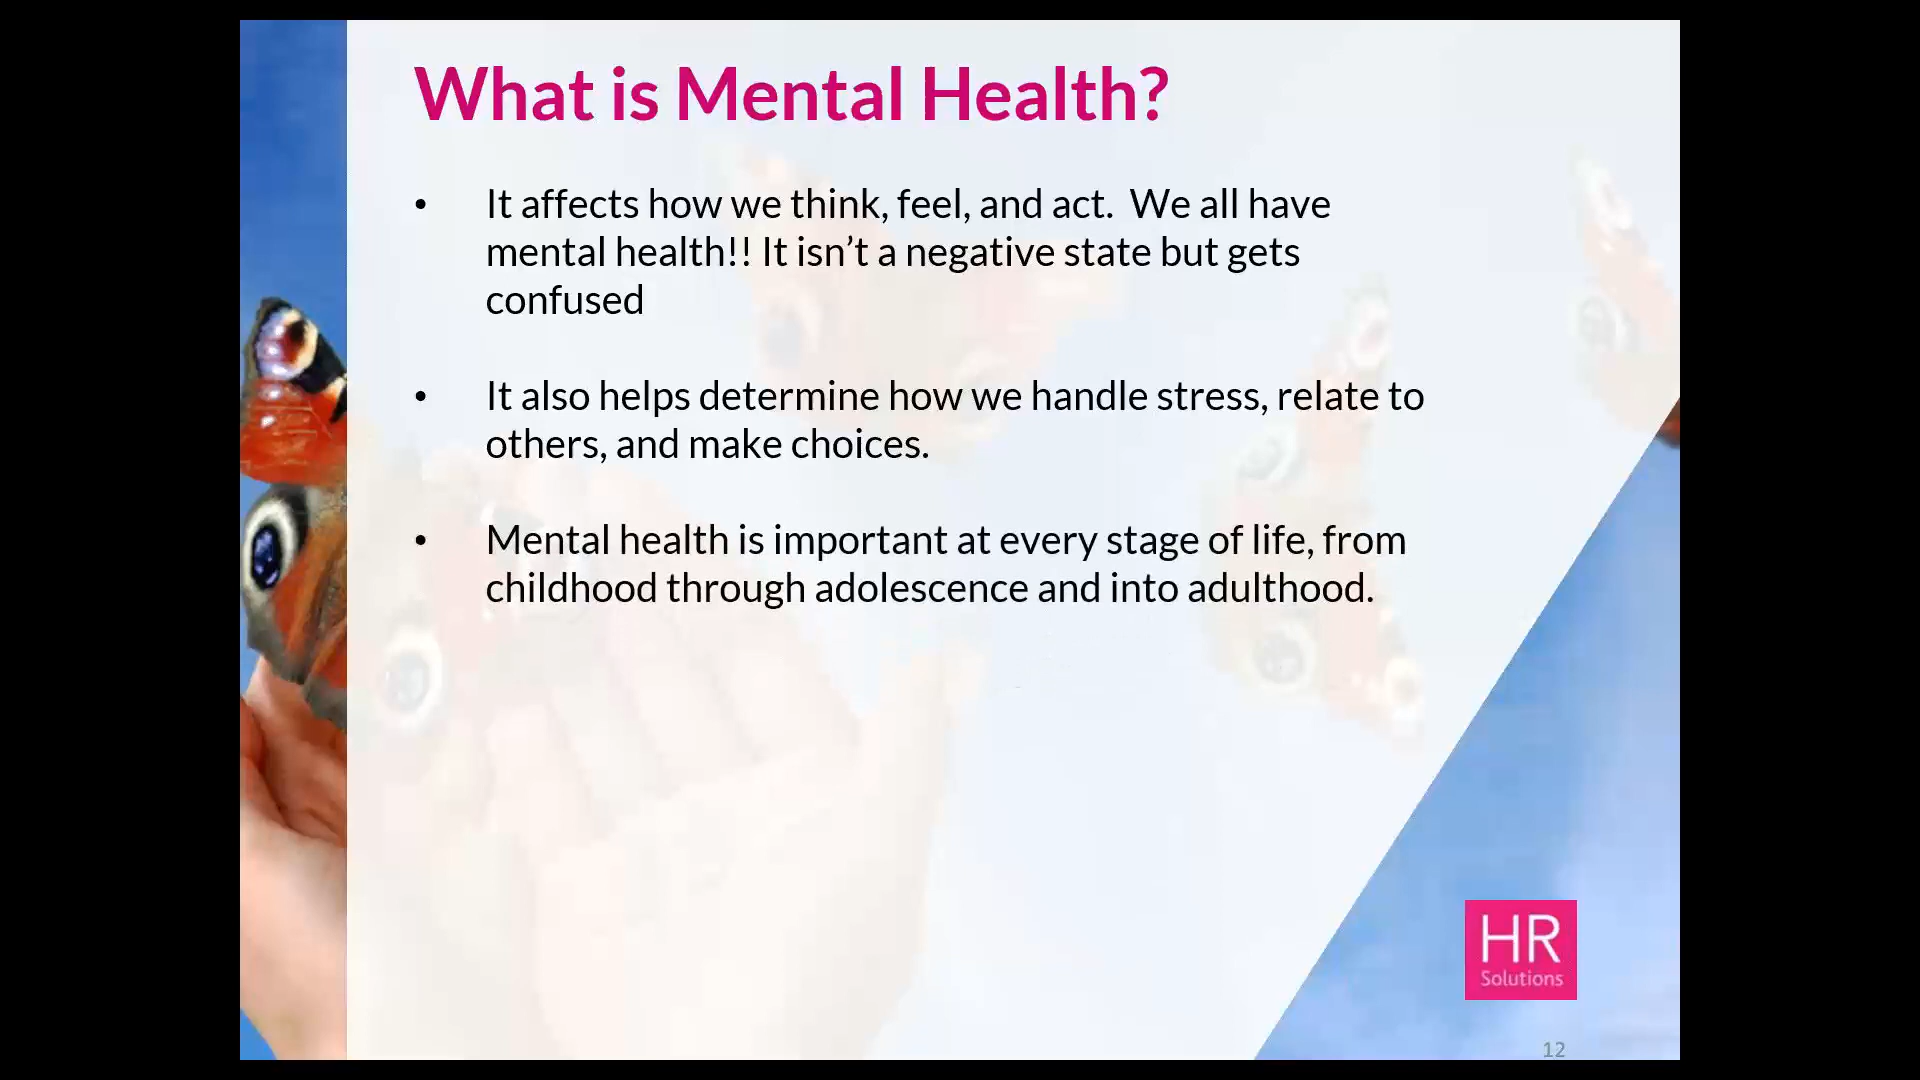 What is Mental Health?
• It affects how we think, feel, and act.  We all have
mental health!! It isn’t a negative state but gets
confused
• It also helps determine how we handle stress, relate to
others, and make choices.
• Mental health is important at every stage of life, from
childhood through adolescence and into adulthood.
HR
Solutions
12